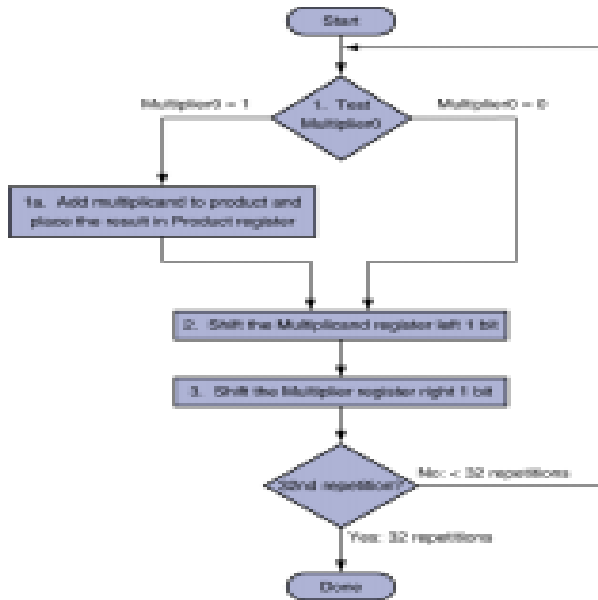 Start
Multiplier0 = 1
1. Test
Multiplier0
Multiplier0 = 0
1a. Add multiplicand to product and
place the result in Product register
2. Shift the Multiplicand register left 1 bit
3. Shift the Multiplier register right 1 bit
32nd repetition?
No: < 32 repetitions
Yes: 32 repetitions
Done